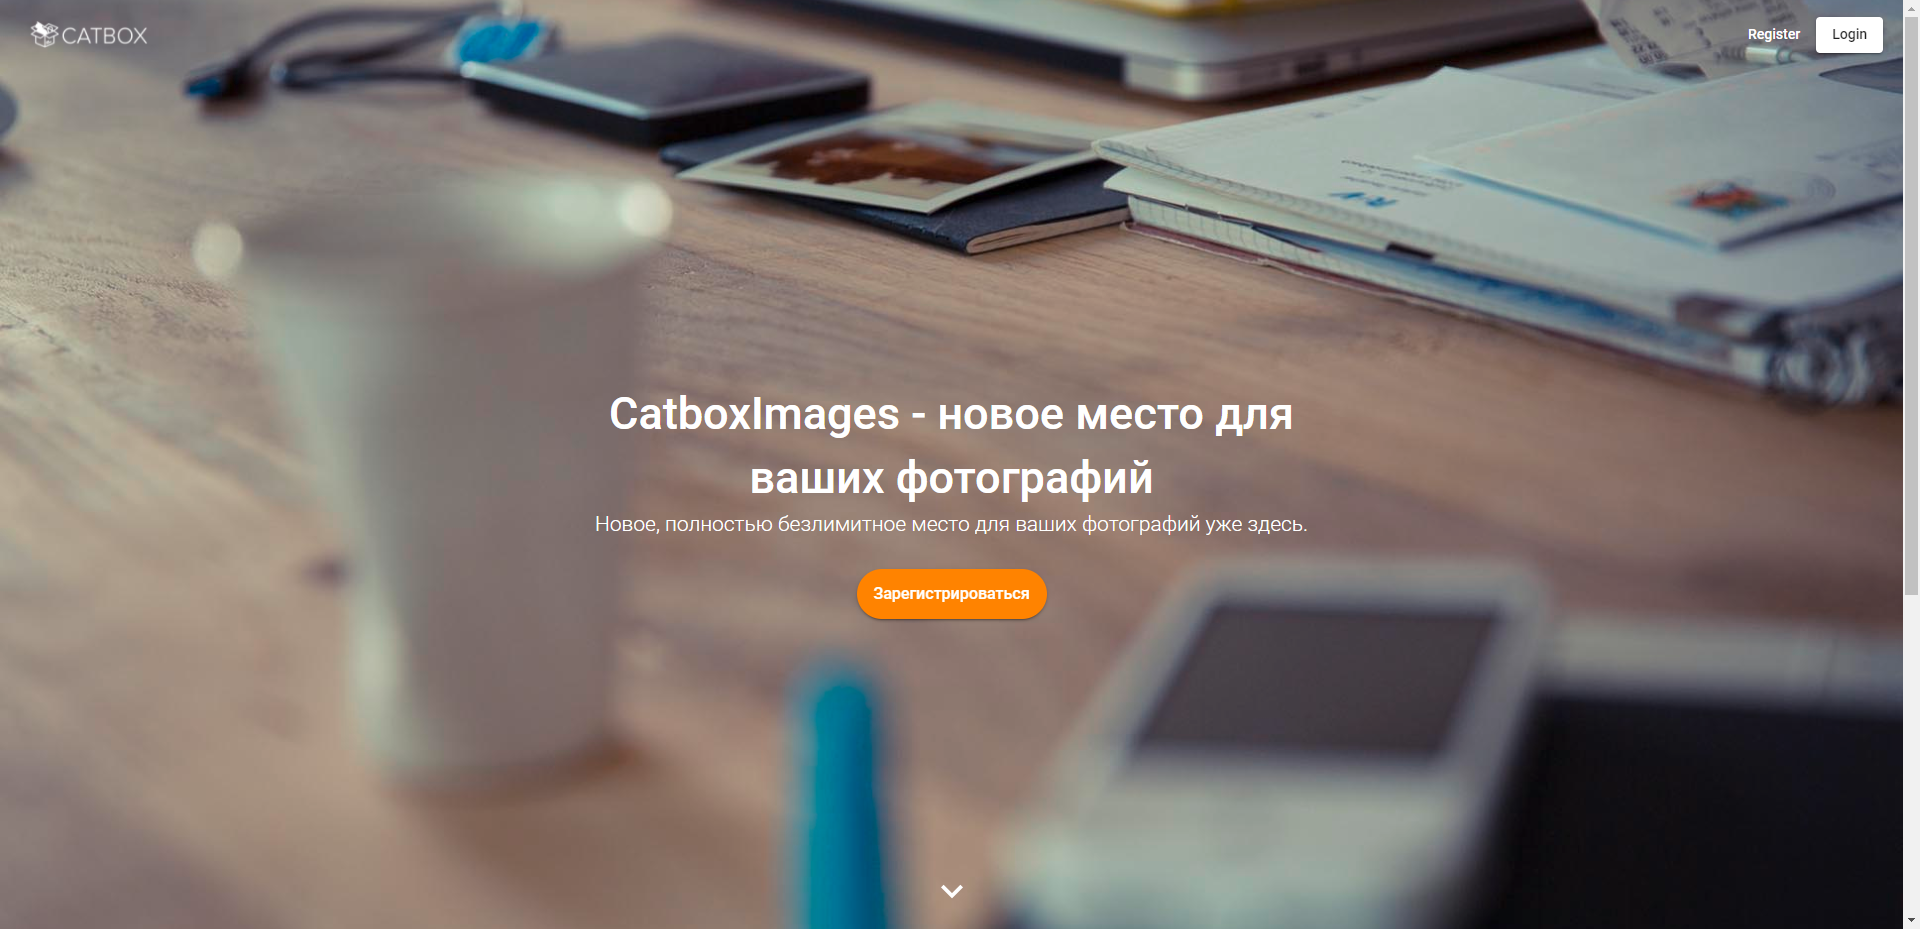 CATBOX
Register
Login
CatboxImages - новое место для
ваших фотографий
Новое, полностью безлимитное место для ваших фотографий уже здесь.
Зарегистрироваться